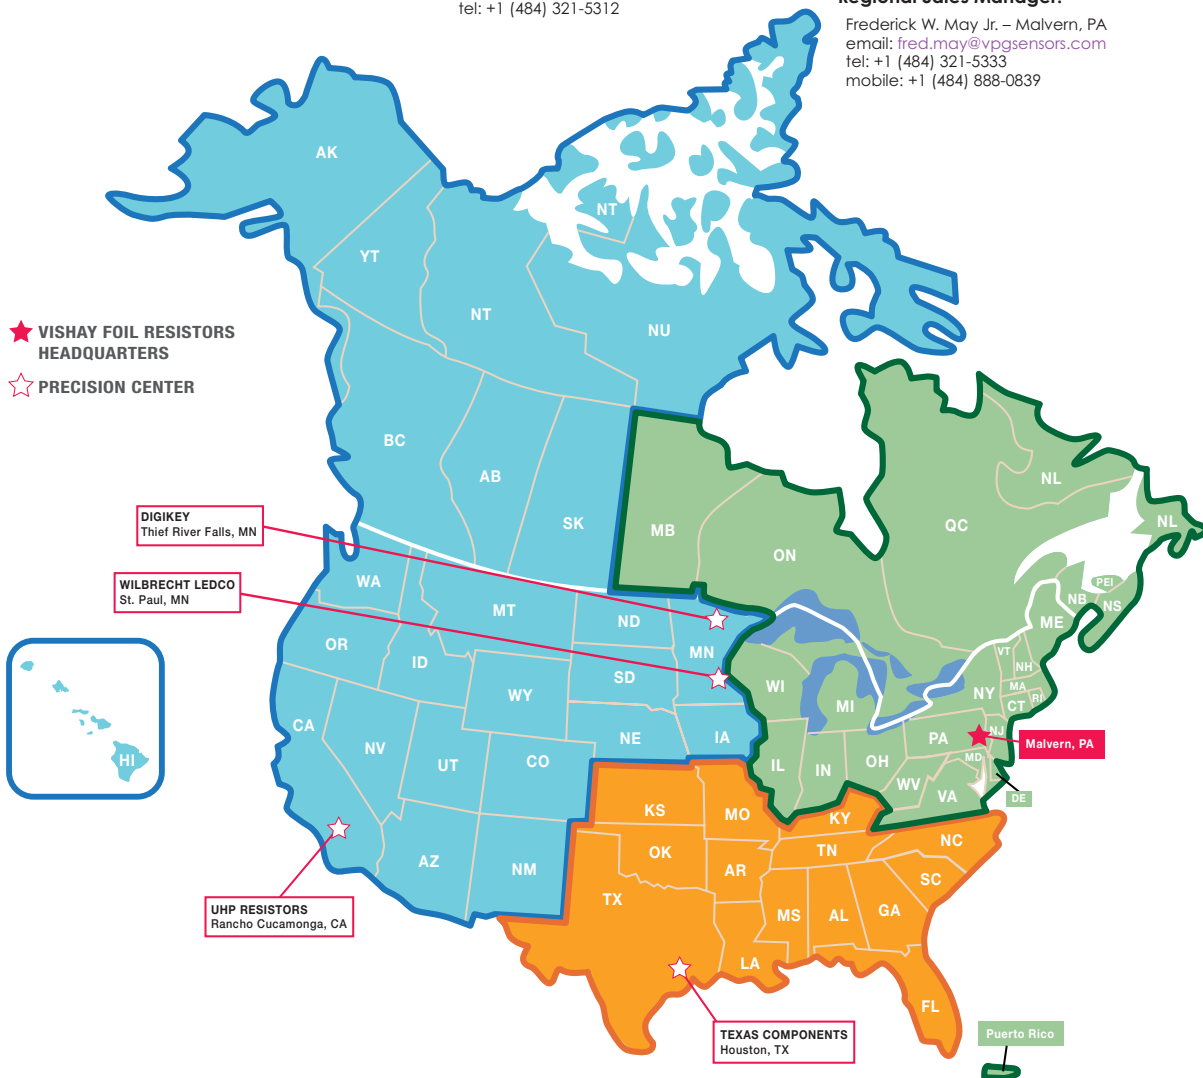 tel: +1 (484) 321-5312
Regional Sales Manager:
Frederick W. May Jr. – Malvern, PA
email: fred.may@vpgsensors.com
tel: +1 (484) 321-5333
mobile: +1 (484) 888-0839
AK
NT
YT
NT
NU
VISHAY FOIL RESISTORS
HEADQUARTERS
PRECISION CENTER
BC
AB
SK
MB
ON
QC
NL
NL
DIGIKEY
Thief River Falls, MN
WILBRECHT LEDCO
St. Paul, MN
WA
MT
ND
MN
OR
ID
SD
WY
CA
NV
NE
IA
UT
CO
AZ
NM
HI
PEI
NB
NS
ME
VT
NH
MA
RI
CT
NY
WI
MI
PA
NJ
Malvern, PA
MD
IL
IN
OH
WV
VA
DE
KS
MO
KY
NC
OK
TN
AR
SC
TX
MS
AL
GA
LA
FL
UHP RESISTORS
Rancho Cucamonga, CA
TEXAS COMPONENTS
Houston, TX
Puerto Rico